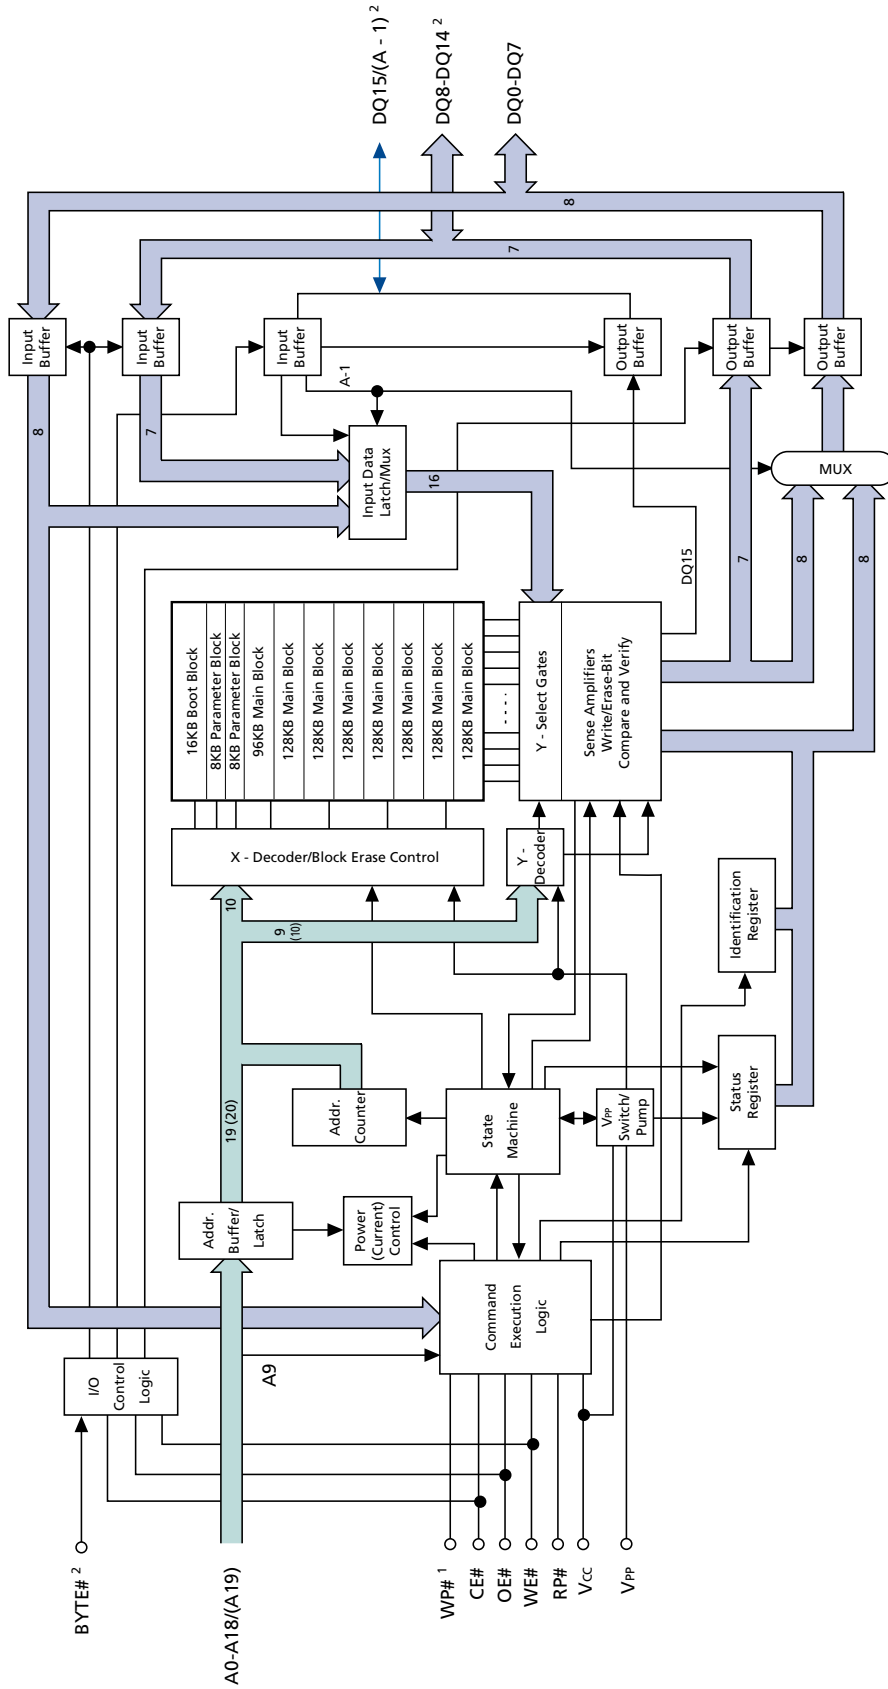 BYTE# 2
A0-A18/(A19)
WP# 1
CE#
OE#
WE#
RP#
VCC
VPP
I/O
Control
Logic
A9
Addr.
Buffer/
Latch
Power
(Current)
Control
Command
Execution
Logic
19 (20)
Addr.
Counter
State
Machine
VPP
Switch/
Pump
Status
Register
Identification
Register
10
9
(10)
X - Decoder/Block Erase Control
Y -
Decoder
16KB Boot Block
8KB Parameter Block
8KB Parameter Block
96KB Main Block
128KB Main Block
128KB Main Block
128KB Main Block
128KB Main Block
128KB Main Block
128KB Main Block
128KB Main Block
Y - Select Gates
Sense Amplifiers
Write/Erase-Bit
Compare and Verify
DQ15
Input Data
Latch/Mux
16
8
7
A-1
7
8
8
MUX
Input
Buffer
Input
Buffer
Input
Buffer
Output
Buffer
Output
Buffer
Output
Buffer
7
8
DQ15/(A - 1) 2
DQ8-DQ14 2
DQ0-DQ7